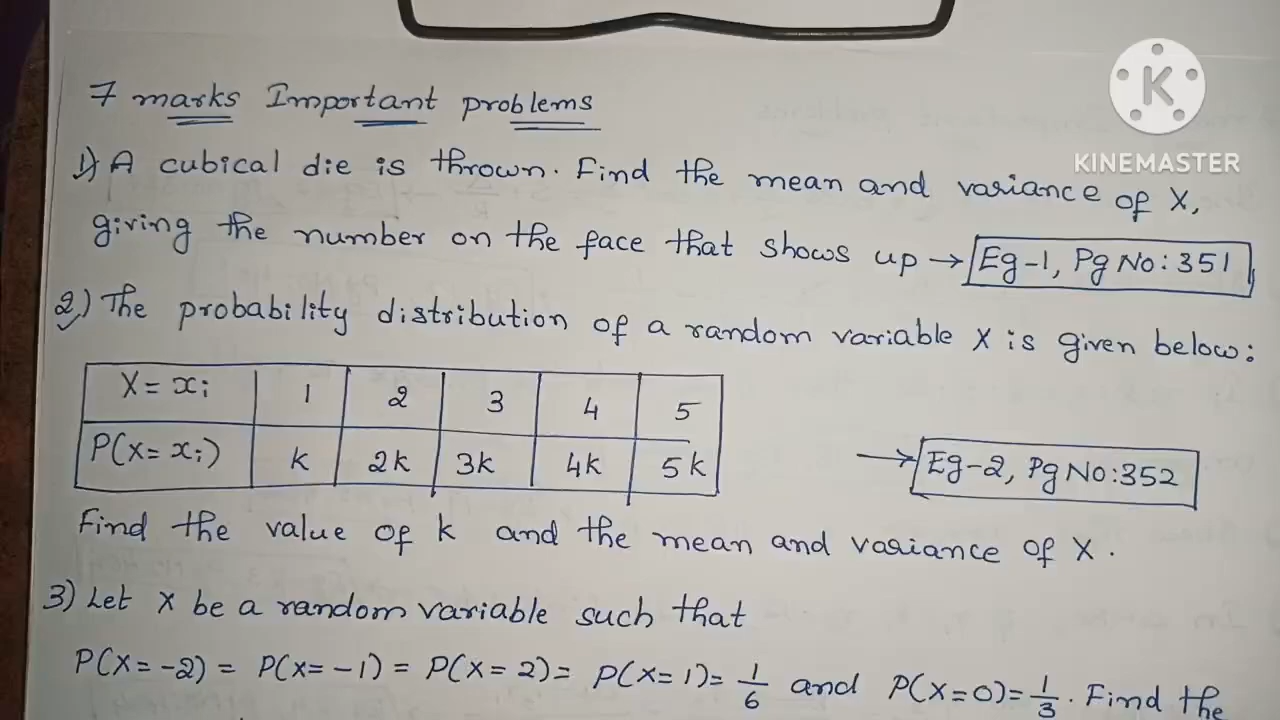 7 marks Important problems
KINEMASTER
1) A cubical die is thrown. Find the mean and variance of X,
giving the number on the face that shows up → Eg-1, Pg No: 351
2) The probability distribution of a random variable X is given below:
X = xi 1 2 3 4 5
P(X = xi) k 2k 3k 4k 5k
→ Eg-2, Pg No: 352
Find the value of k and the mean and variance of X.
3) Let X be a random variable such that
P(X = -2) = P(X = -1) = P(X = 2) = P(X = 1) = 1/6 and P(X = 0) = 1/3. Find the